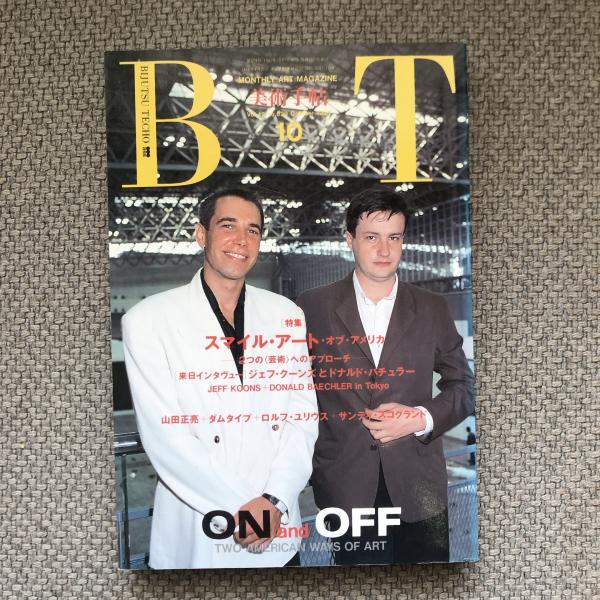 BT
BIJUTSU TECHO
MONTHLY ART MAGAZINE
美術手帖
10
[特集]
スマイル・アート・オブ・アメリカ
2つの〈芸術〉へのアプローチ
来日インタヴュー ジェフ・クーンズとドナルド・バチュラー
JEFF KOONS + DONALD BAECHLER in Tokyo
山田正亮+ダムタイプ+ロルフ・ユリウス+サンディ・スコグランド
ON and OFF
TWO AMERICAN WAYS OF ART